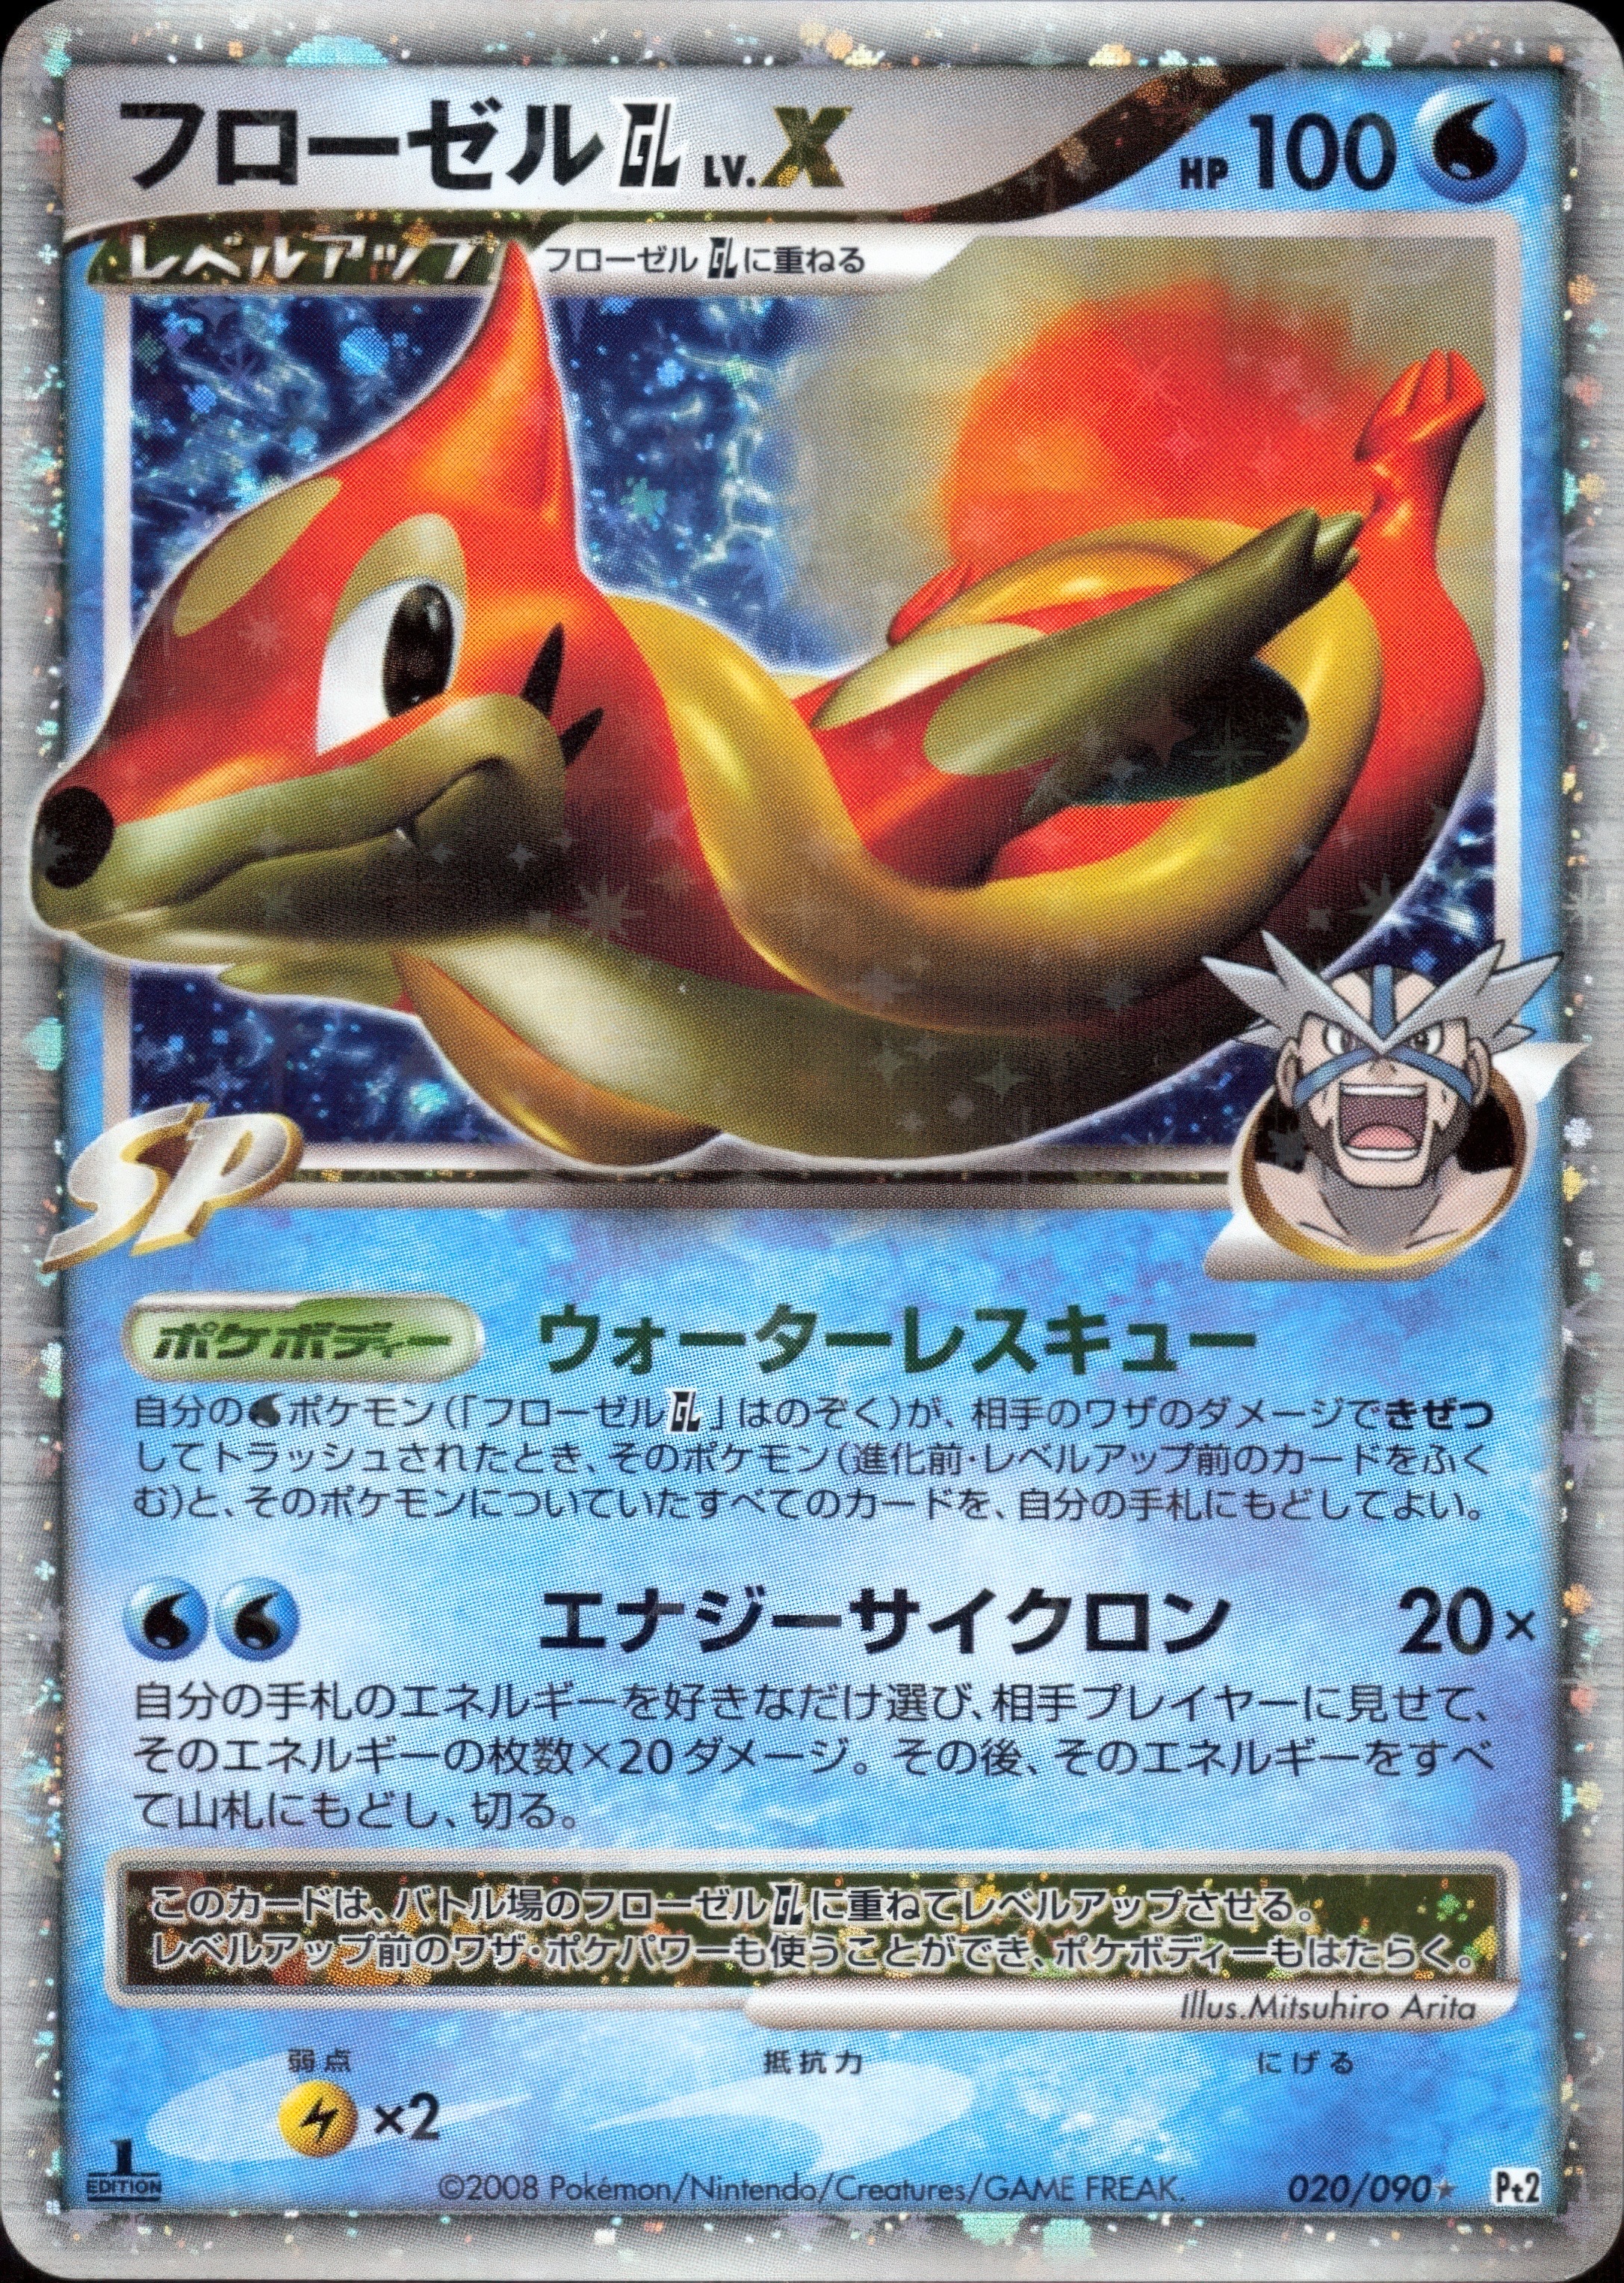 フローゼルGL LV.X HP 100
レベルアップ フローゼルGLに重ねる
SP
ポケボディー ウォーターレスキュー
自分のポケモン(「フローゼルGL」はのぞく)が、相手のワザのダメージできぜつ
してトラッシュされたとき、そのポケモン(進化前・レベルアップ前のカードをふく
む)と、そのポケモンについていたすべてのカードを、自分の手札にもどしてよい。
エナジーサイクロン 20×
自分の手札のエネルギーを好きなだけ選び、相手プレイヤーに見せて、
そのエネルギーの枚数×20ダメージ。その後、そのエネルギーをすべ
て山札にもどし、切る。
このカードは、バトル場のフローゼルGLに重ねてレベルアップさせる。
レベルアップ前のワザ・ポケパワーも使うことができ、ポケボディーもはたらく。
Illus.Mitsuhiro Arita
弱点 抵抗力 にげる
×2
1 EDITION
©2008 Pokémon/Nintendo/Creatures/GAME FREAK. 020/090★ Pt2